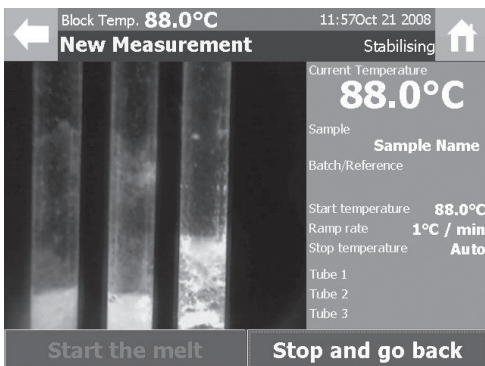 Block Temp. 88.0°C 11:57Oct 21 2008
New Measurement Stabilising
Current Temperature
88.0°C
Sample
Sample Name
Batch/Reference
Start temperature 88.0°C
Ramp rate 1°C / min
Stop temperature Auto
Tube 1
Tube 2
Tube 3
Start the melt Stop and go back